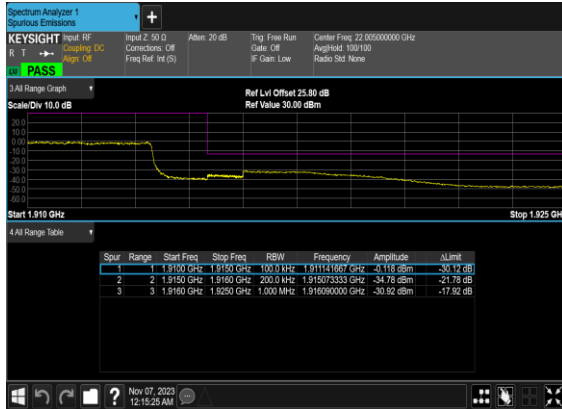 Spectrum Analyzer 1
Spurious Emissions
+
KEYSIGHT Input: RF Input Z: 50 Ω Atten: 20 dB Trig: Free Run Center Freq: 22.005000000 GHz
R T Coupling: DC Corrections: Off Gate: Off Avg|Hold: 100/100
Align: Off Freq Ref: Int (S) IF Gain: Low Radio Std: None
LXI PASS
3 All Range Graph
Ref Lvl Offset 25.80 dB
Scale/Div 10.0 dB Ref Value 30.00 dBm
20.0
10.0
0.00
-10.0
-20.0
-30.0
-40.0
-50.0
-60.0
Start 1.910 GHz Stop 1.925 GHz
4 All Range Table
Spur Range Start Freq Stop Freq RBW Frequency Amplitude ΔLimit
1 1 1.9100 GHz 1.9150 GHz 100.0 kHz 1.911141667 GHz -0.118 dBm -30.12 dB
2 2 1.9150 GHz 1.9160 GHz 200.0 kHz 1.915073333 GHz -34.78 dBm -21.78 dB
3 3 1.9160 GHz 1.9250 GHz 1.000 MHz 1.916090000 GHz -30.92 dBm -17.92 dB
? Nov 07, 2023
12:15:25 AM